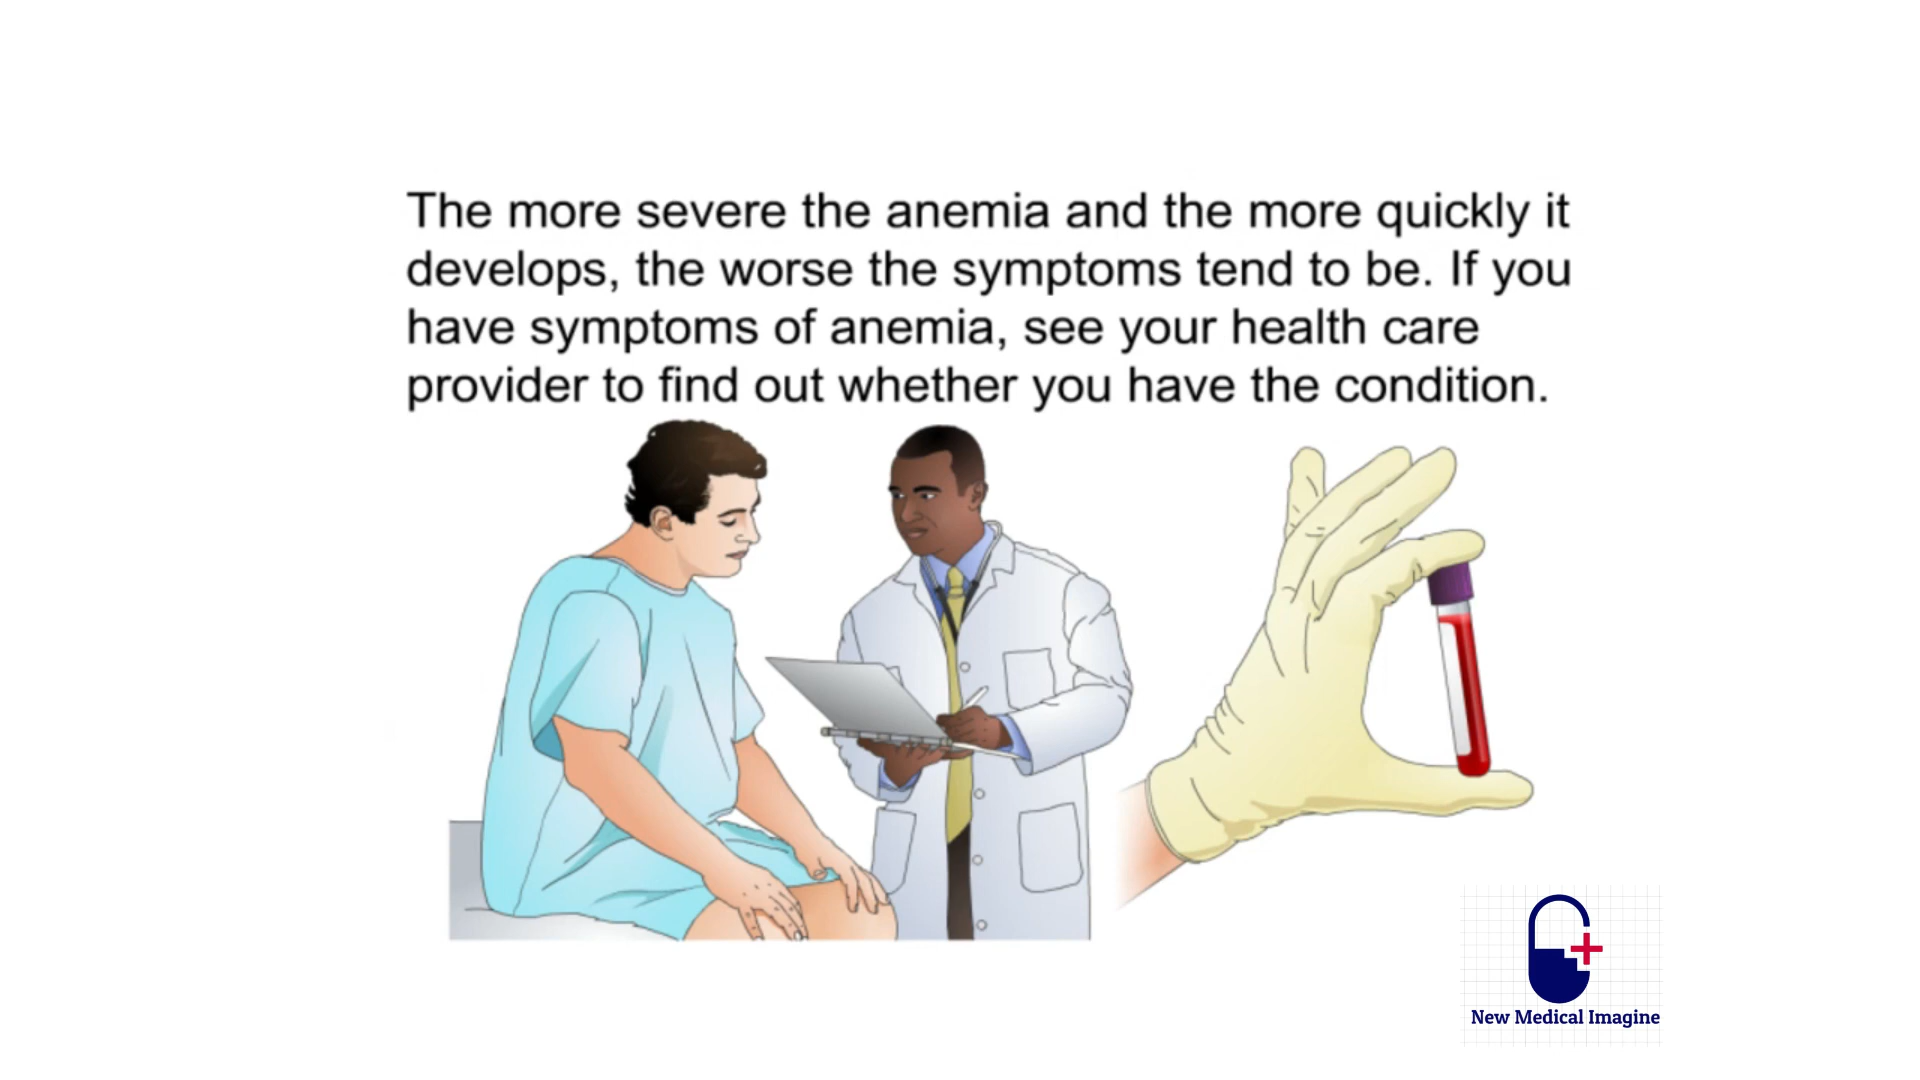 The more severe the anemia and the more quickly it
develops, the worse the symptoms tend to be. If you
have symptoms of anemia, see your health care
provider to find out whether you have the condition.
New Medical Imagine